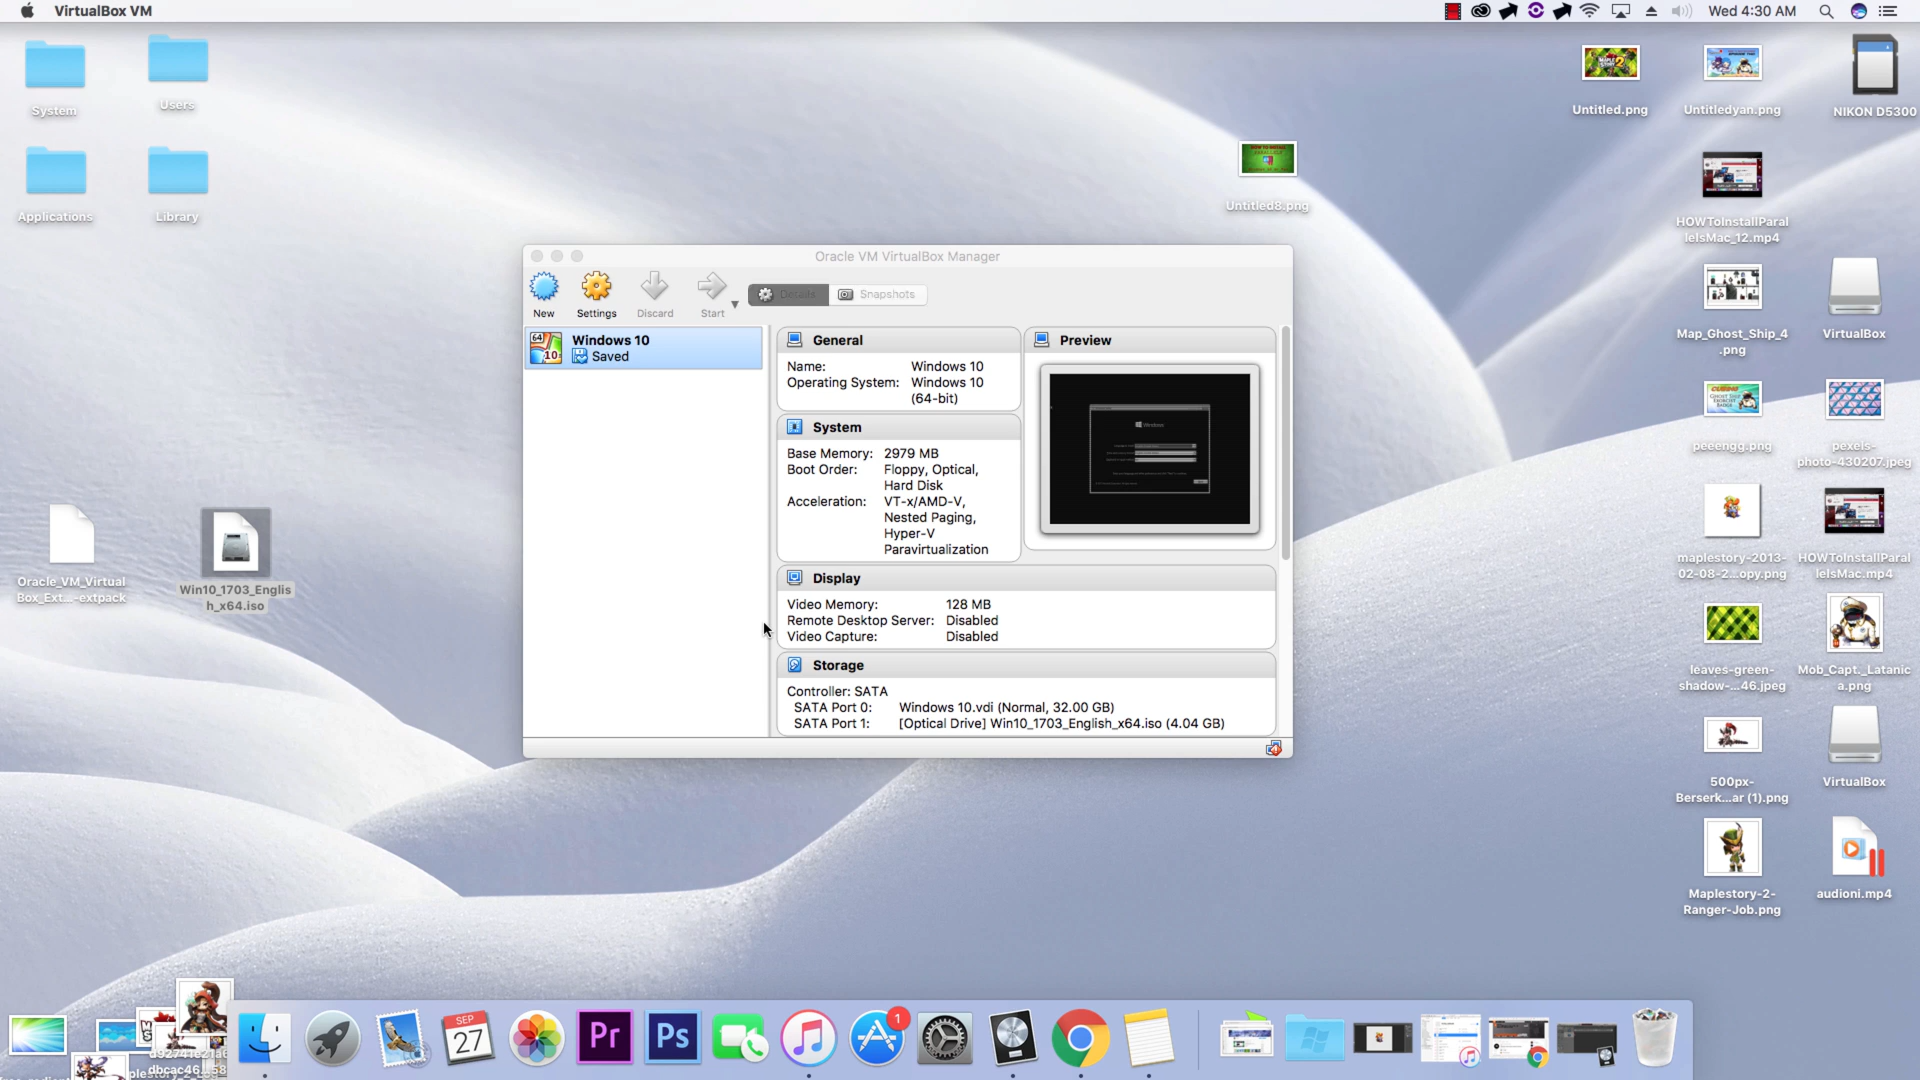 VirtualBox VM
Wed 4:30 AM
System
Users
Applications
Library
Untitled.png
Untitledyan.png
NIKON D5300
Untitled8.png
HOWToInstallParal
lelsMac_12.mp4
Map_Ghost_Ship_4
.png
VirtualBox
peeengg.png
pexels-
photo-430207.jpeg
maplestory-2013-
02-08-2...opy.png
HOWToInstallParal
lelsMac.mp4
leaves-green-
shadow-...46.jpeg
Mob_Capt._Latanic
a.png
500px-
Berserk...ar (1).png
VirtualBox
Maplestory-2-
Ranger-Job.png
audioni.mp4
Oracle_VM_Virtual
Box_Ext...-extpack
Win10_1703_Englis
h_x64.iso
Oracle VM VirtualBox Manager
New
Settings
Discard
Start
Details
Snapshots
64
10
Windows 10
Saved
General
Name: Windows 10
Operating System: Windows 10
(64-bit)
Preview
Windows
System
Base Memory: 2979 MB
Boot Order: Floppy, Optical,
Hard Disk
Acceleration: VT-x/AMD-V,
Nested Paging,
Hyper-V
Paravirtualization
Display
Video Memory: 128 MB
Remote Desktop Server: Disabled
Video Capture: Disabled
Storage
Controller: SATA
SATA Port 0: Windows 10.vdi (Normal, 32.00 GB)
SATA Port 1: [Optical Drive] Win10_1703_English_x64.iso (4.04 GB)
SEP
27
Pr
Ps
1